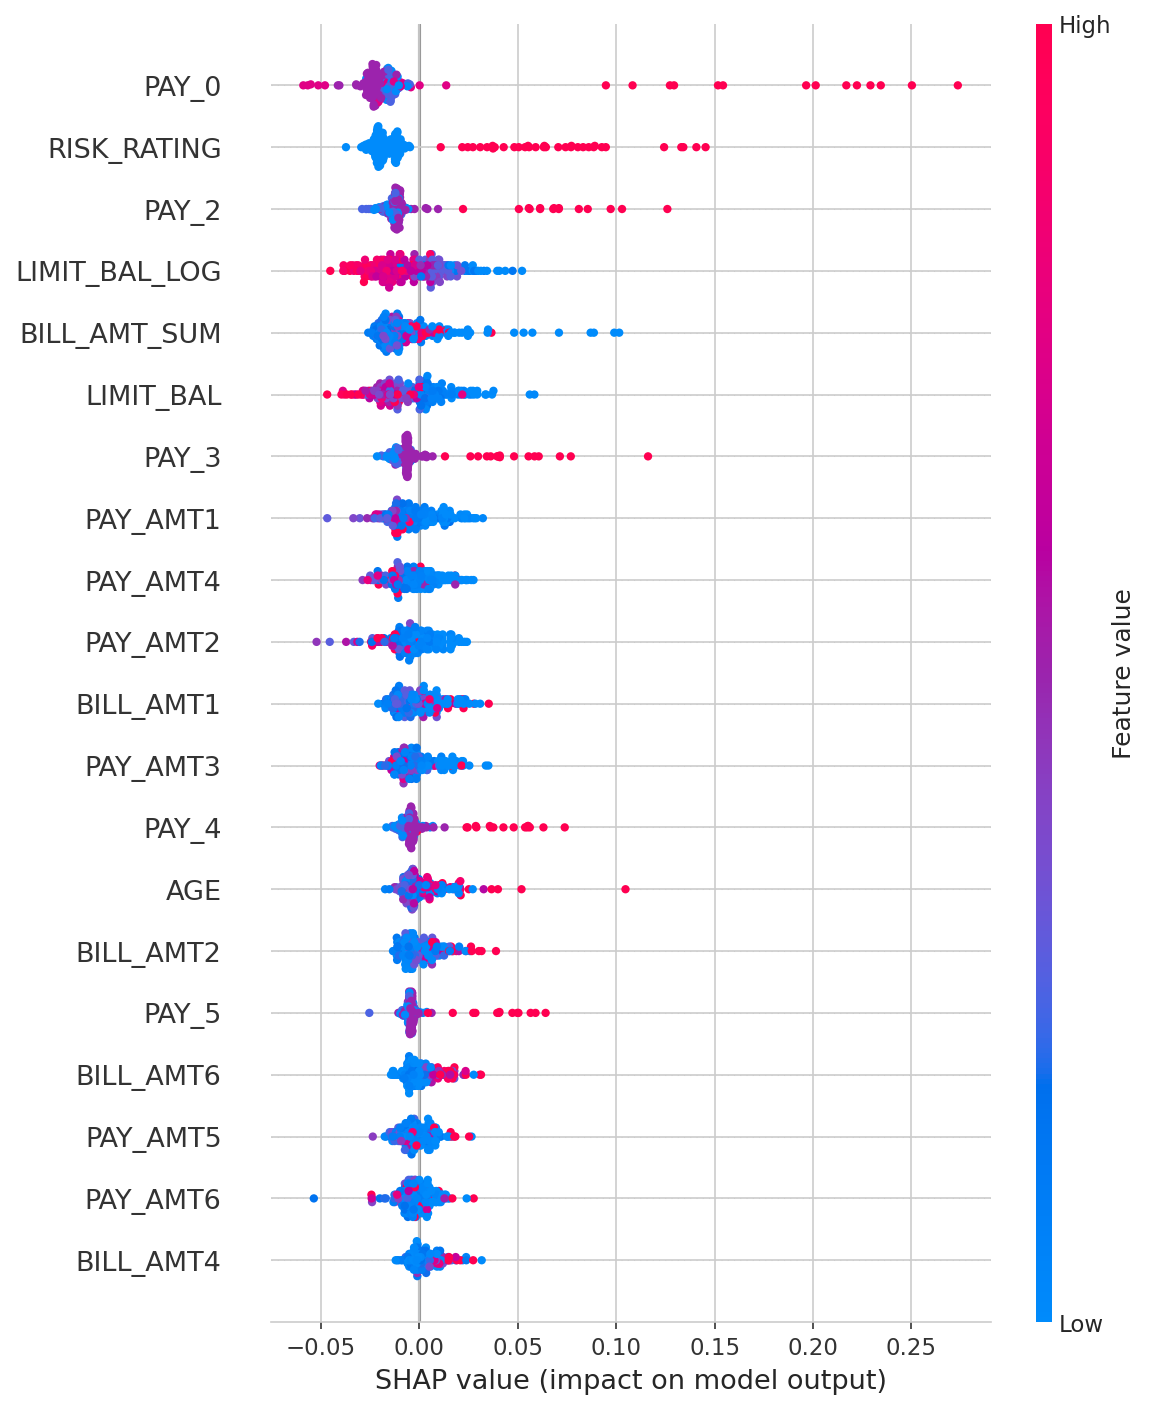 High
PAY_0
RISK_RATING
PAY_2
LIMIT_BAL_LOG
BILL_AMT_SUM
LIMIT_BAL
PAY_3
PAY_AMT1
PAY_AMT4
PAY_AMT2
BILL_AMT1
PAY_AMT3
PAY_4
AGE
BILL_AMT2
PAY_5
BILL_AMT6
PAY_AMT5
PAY_AMT6
BILL_AMT4
Feature value
Low
−0.05 0.00 0.05 0.10 0.15 0.20 0.25
SHAP value (impact on model output)